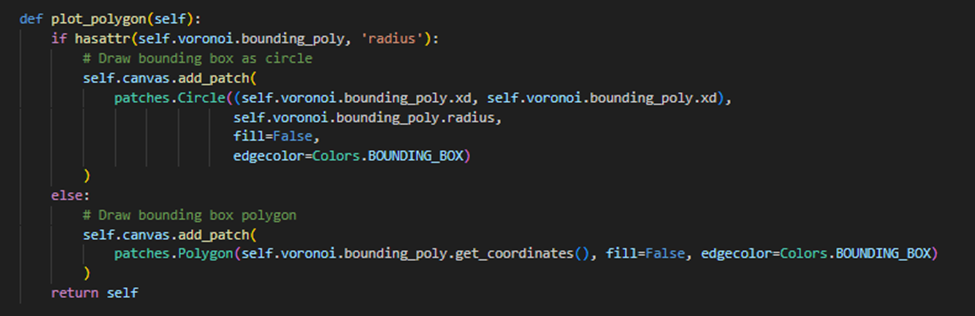 def plot_polygon(self):
    if hasattr(self.voronoi.bounding_poly, 'radius'):
        # Draw bounding box as circle
        self.canvas.add_patch(
            patches.Circle((self.voronoi.bounding_poly.xd, self.voronoi.bounding_poly.xd),
                           self.voronoi.bounding_poly.radius,
                           fill=False,
                           edgecolor=Colors.BOUNDING_BOX)
        )
    else:
        # Draw bounding box polygon
        self.canvas.add_patch(
            patches.Polygon(self.voronoi.bounding_poly.get_coordinates(), fill=False, edgecolor=Colors.BOUNDING_BOX)
        )
    return self